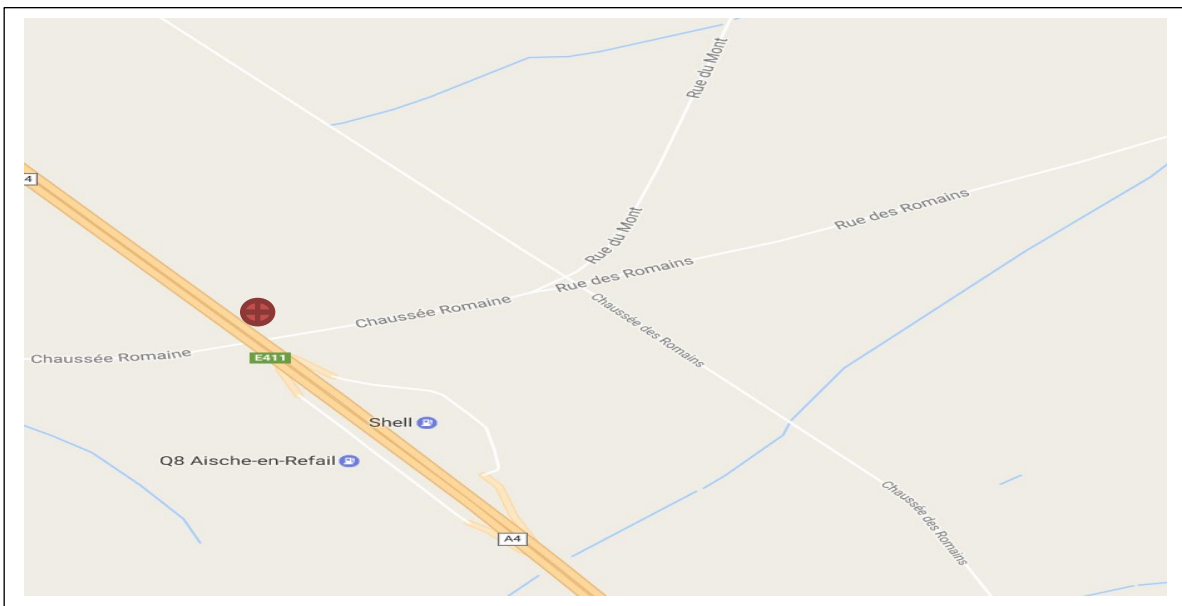 Rue du Mont
4
Rue des Romains
Rue du Mont
Rue des Romains
Chaussée Romaine
Chaussée des Romains
Chaussée Romaine
E411
Shell
Q8 Aische-en-Refail
Chaussée des Romains
A4